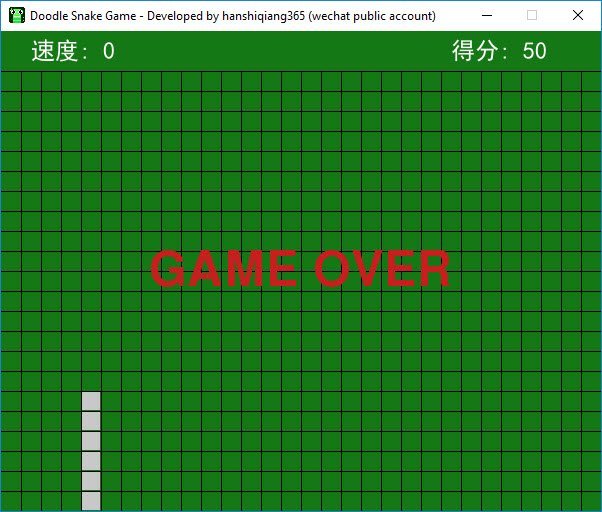 Doodle Snake Game - Developed by hanshiqiang365 (wechat public account)
速度: 0 得分: 50
GAME OVER